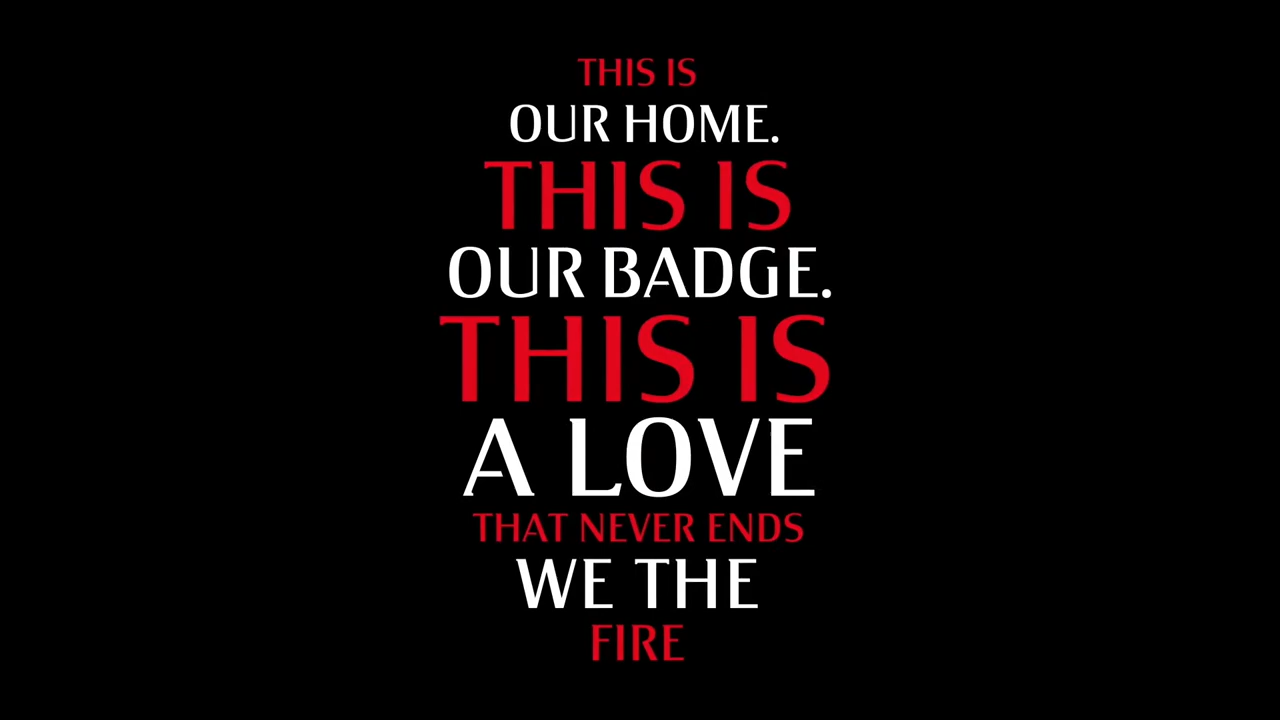 THIS IS
OUR HOME.
THIS IS
OUR BADGE.
THIS IS
A LOVE
THAT NEVER ENDS
WE THE
FIRE